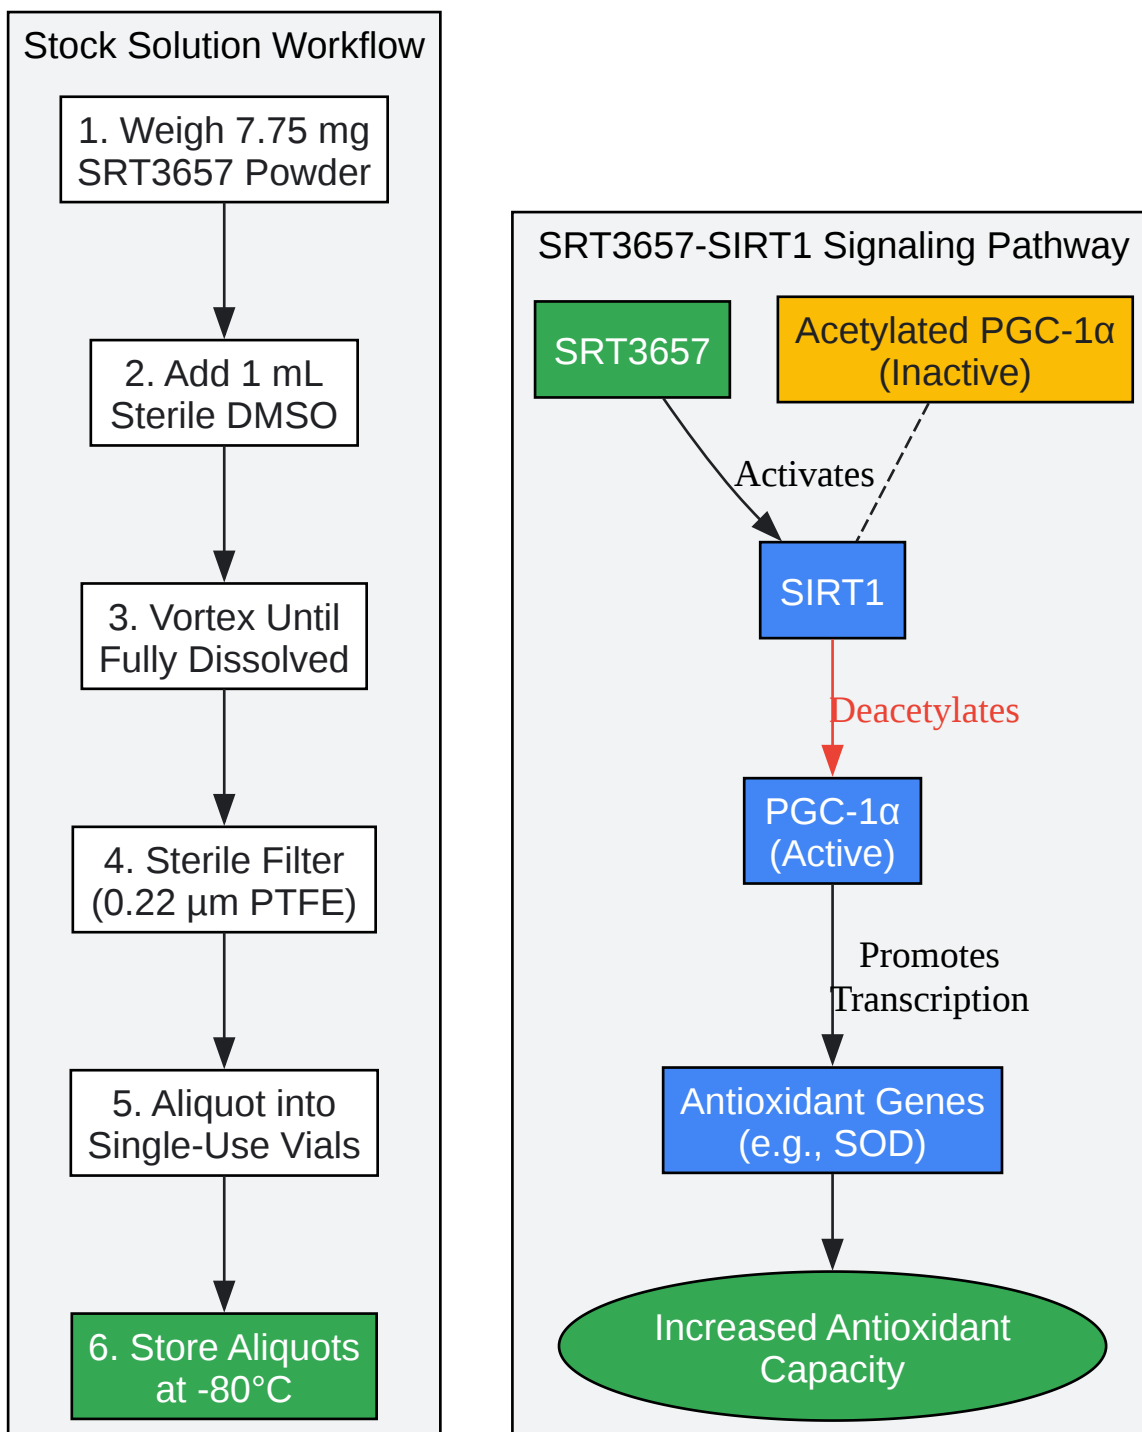 Stock Solution Workflow
1. Weigh 7.75 mg
SRT3657 Powder
2. Add 1 mL
Sterile DMSO
3. Vortex Until
Fully Dissolved
4. Sterile Filter
(0.22 µm PTFE)
5. Aliquot into
Single-Use Vials
6. Store Aliquots
at -80°C
SRT3657-SIRT1 Signaling Pathway
SRT3657
Acetylated PGC-1α
(Inactive)
Activates
SIRT1
Deacetylates
PGC-1α
(Active)
Promotes
Transcription
Antioxidant Genes
(e.g., SOD)
Increased Antioxidant
Capacity